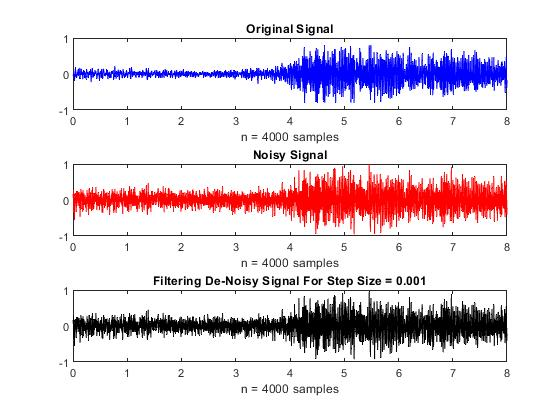 Original Signal
1
0
-1
0 1 2 3 4 5 6 7 8
n = 4000 samples
Noisy Signal
1
0
-1
0 1 2 3 4 5 6 7 8
n = 4000 samples
Filtering De-Noisy Signal For Step Size = 0.001
1
0
-1
0 1 2 3 4 5 6 7 8
n = 4000 samples